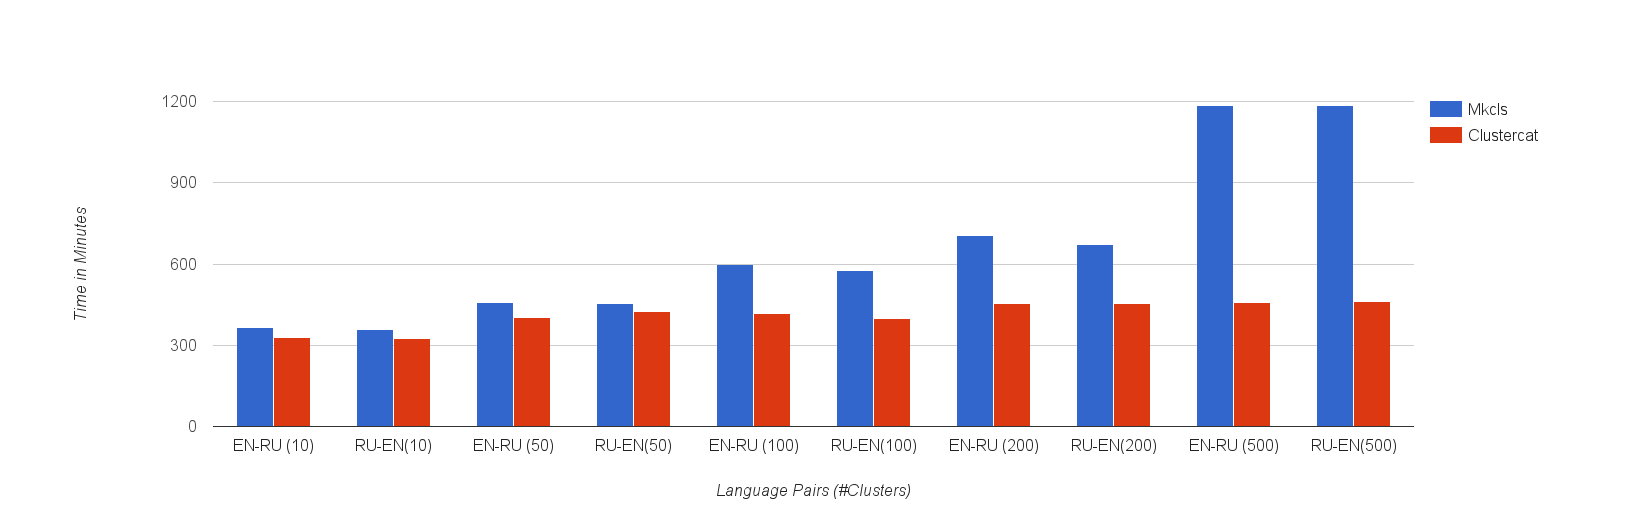 1200
900
600
300
0
Time in Minutes
EN-RU (10)
RU-EN(10)
EN-RU (50)
RU-EN(50)
EN-RU (100)
RU-EN(100)
EN-RU (200)
RU-EN(200)
EN-RU (500)
RU-EN(500)
Language Pairs (#Clusters)
Mkcls
Clustercat